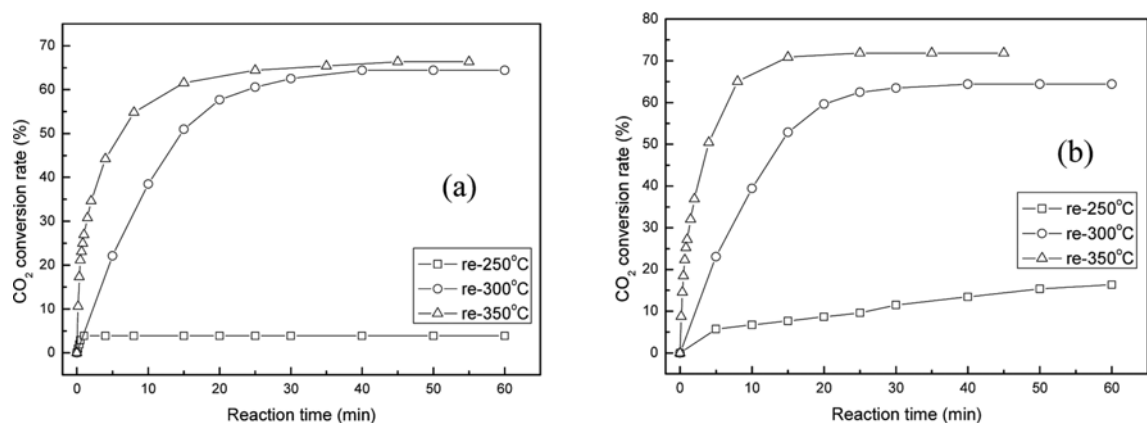 70
60
50
40
30
20
10
0
CO₂ conversion rate (%)
(a)
re-250°C
re-300°C
re-350°C
0 10 20 30 40 50 60
Reaction time (min)
80
70
60
50
40
30
20
10
0
CO₂ conversion rate (%)
(b)
re-250°C
re-300°C
re-350°C
0 10 20 30 40 50 60
Reaction time (min)